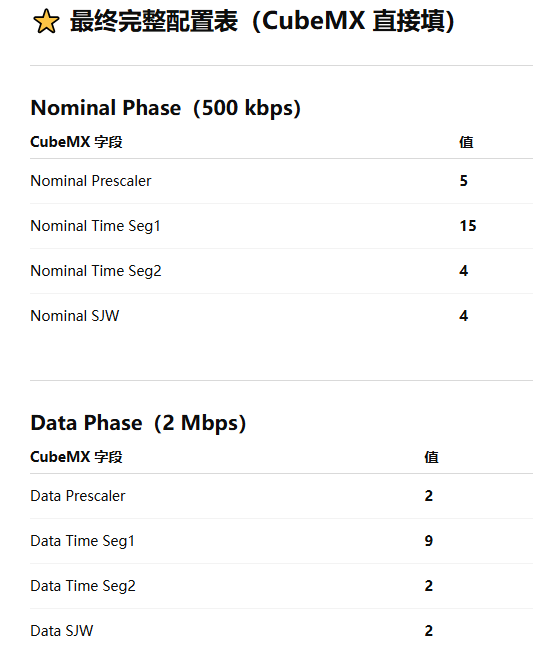 ⭐ 最终完整配置表（CubeMX 直接填）
Nominal Phase（500 kbps）
CubeMX 字段 值
Nominal Prescaler 5
Nominal Time Seg1 15
Nominal Time Seg2 4
Nominal SJW 4
Data Phase（2 Mbps）
CubeMX 字段 值
Data Prescaler 2
Data Time Seg1 9
Data Time Seg2 2
Data SJW 2